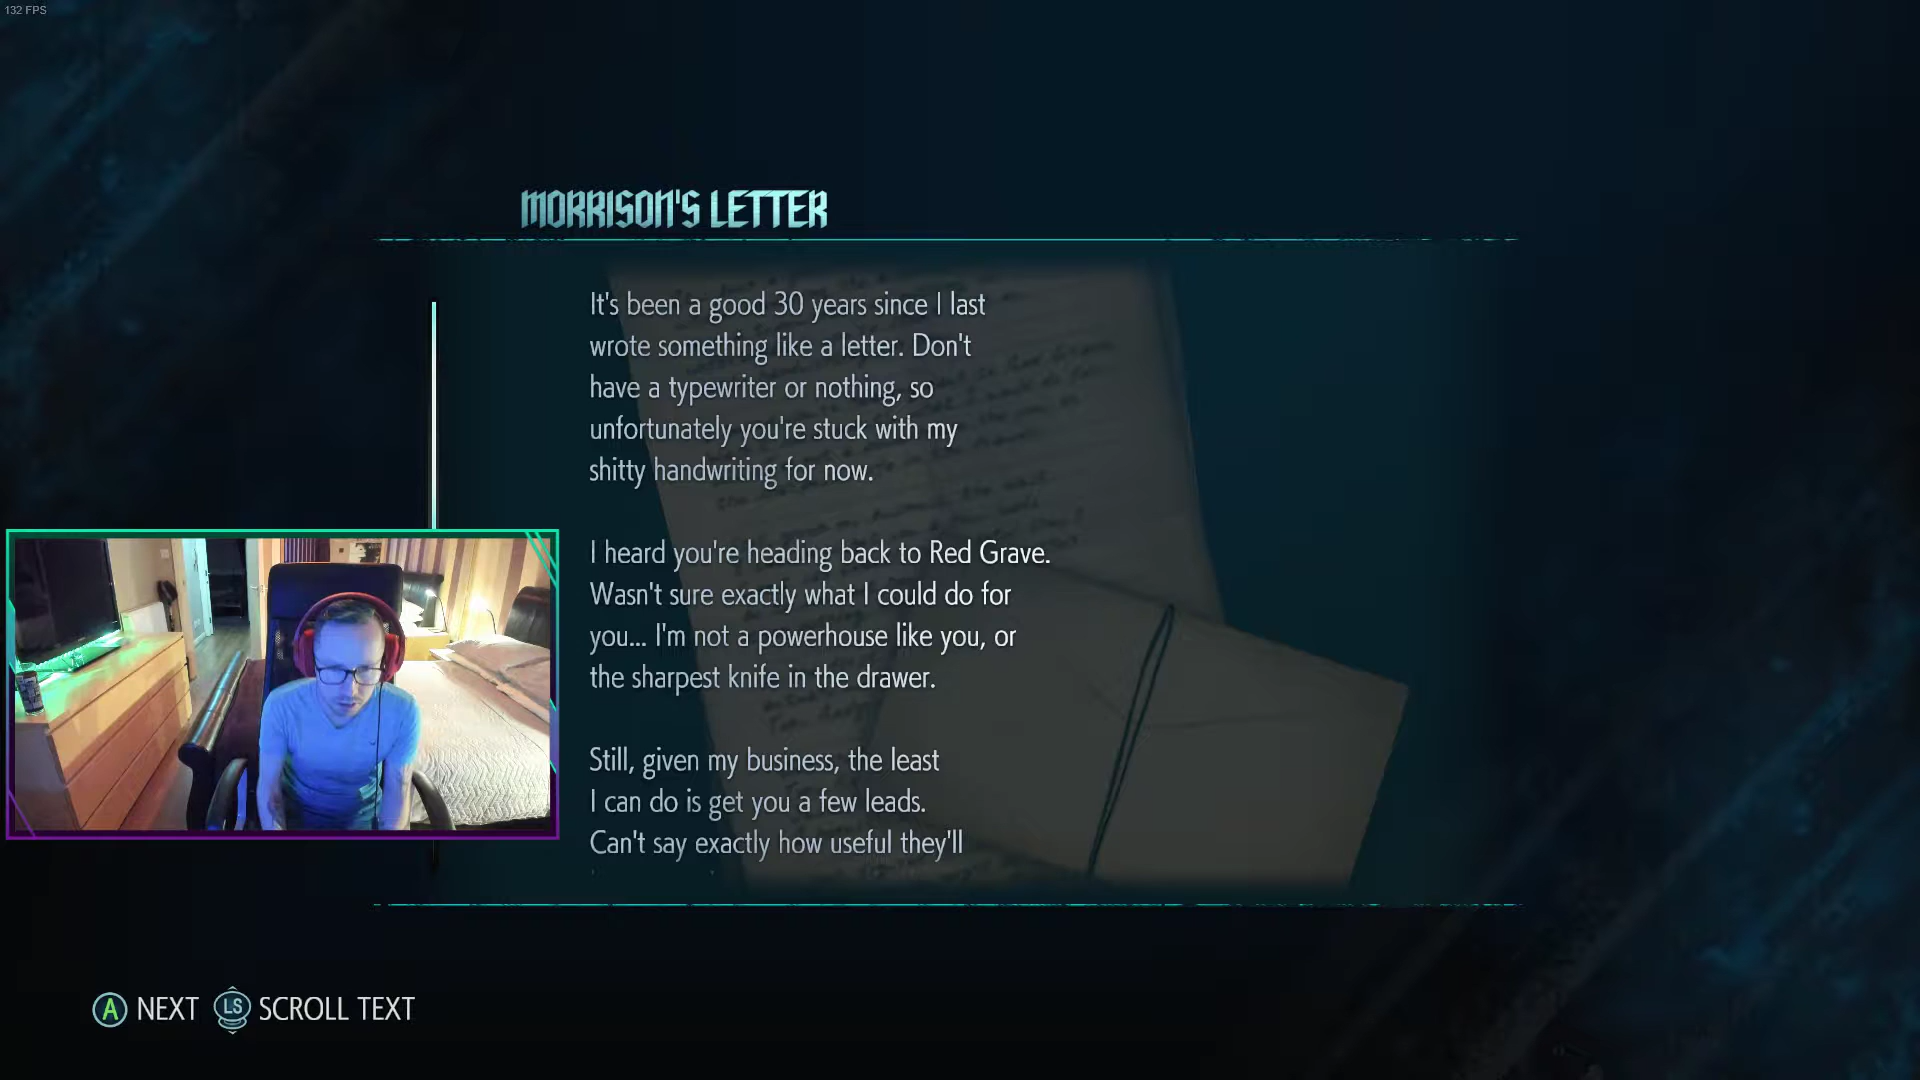 132 FPS
MORRISON'S LETTER
It's been a good 30 years since I last
wrote something like a letter. Don't
have a typewriter or nothing, so
unfortunately you're stuck with my
shitty handwriting for now.
I heard you're heading back to Red Grave.
Wasn't sure exactly what I could do for
you... I'm not a powerhouse like you, or
the sharpest knife in the drawer.
Still, given my business, the least
I can do is get you a few leads.
Can't say exactly how useful they'll
A NEXT LS SCROLL TEXT